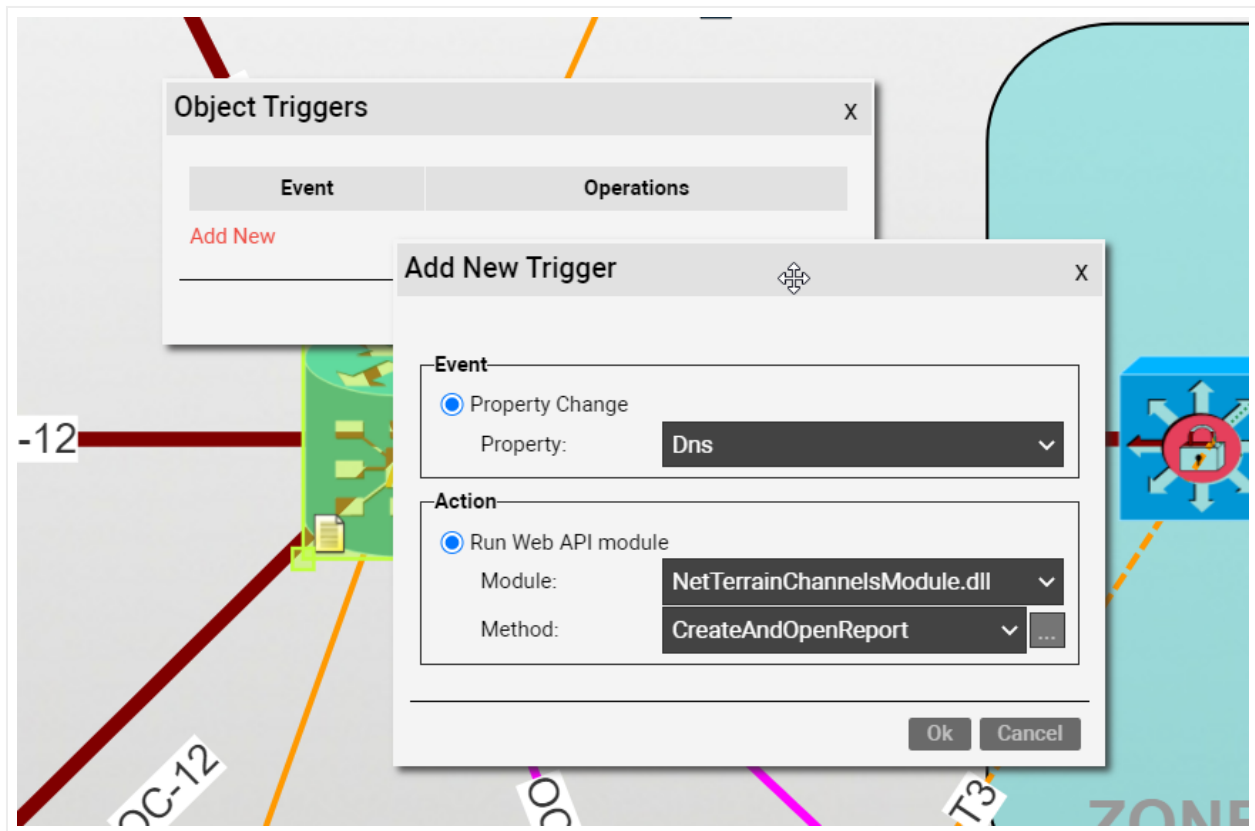 Object Triggers
X
Event Operations
Add New
Add New Trigger
X
Event
Property Change
Property: Dns
-12
Action
Run Web API module
Module: NetTerrainChannelsModule.dll
Method: CreateAndOpenReport ...
Ok Cancel
OC-12
OC
T3
ZONE